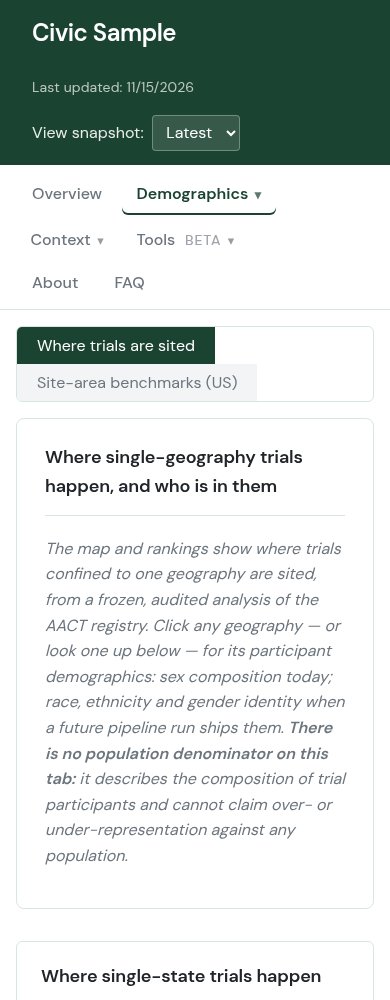 Civic Sample
Last updated: 11/15/2026
View snapshot: Latest
Overview Demographics ▾
Context ▾ Tools BETA ▾
About FAQ
Where trials are sited
Site-area benchmarks (US)
Where single-geography trials
happen, and who is in them
The map and rankings show where trials
confined to one geography are sited,
from a frozen, audited analysis of the
AACT registry. Click any geography — or
look one up below — for its participant
demographics: sex composition today;
race, ethnicity and gender identity when
a future pipeline run ships them. There
is no population denominator on this
tab: it describes the composition of trial
participants and cannot claim over- or
under-representation against any
population.
Where single-state trials happen